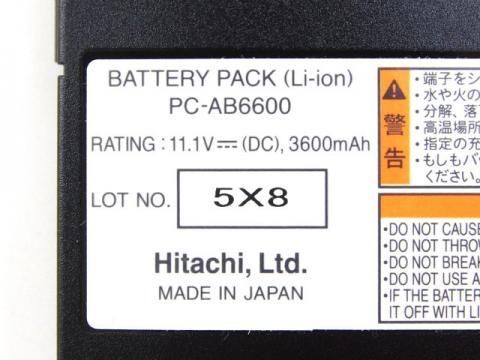 BATTERY PACK (Li-ion)
PC-AB6600
RATING : 11.1V⎓(DC), 3600mAh
LOT NO. 5X8
Hitachi, Ltd.
MADE IN JAPAN
警告
・端子をシ
・水や火の
・分解、落
・高温場所
・指定の充
・もしもバッ
ください。
•DO NOT CAUSE
•DO NOT THROW
•DO NOT BREAK
•DO NOT USE A
•IF THE BATTER
IT OFF WITH LI